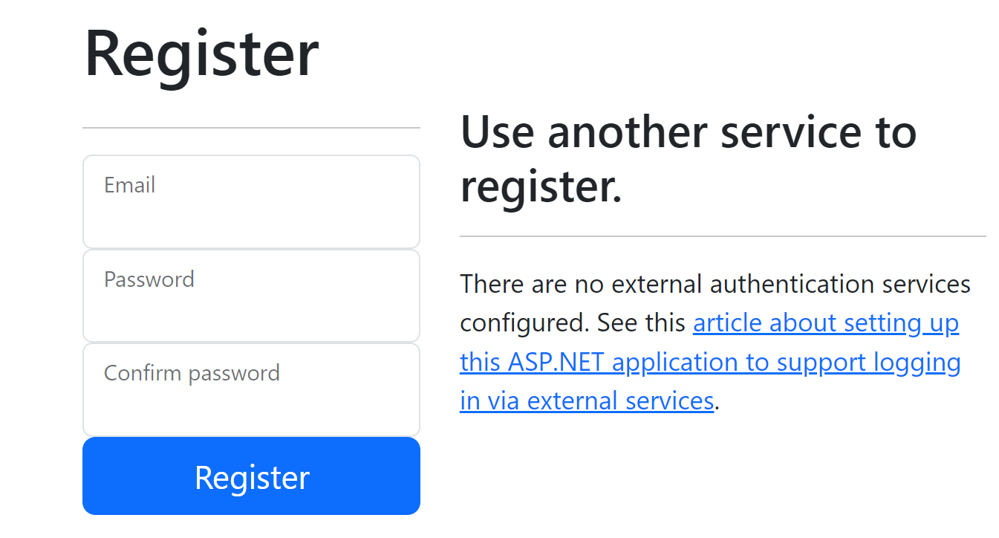 Register
Email
Password
Confirm password
Register
Use another service to
register.
There are no external authentication services
configured. See this article about setting up
this ASP.NET application to support logging
in via external services.